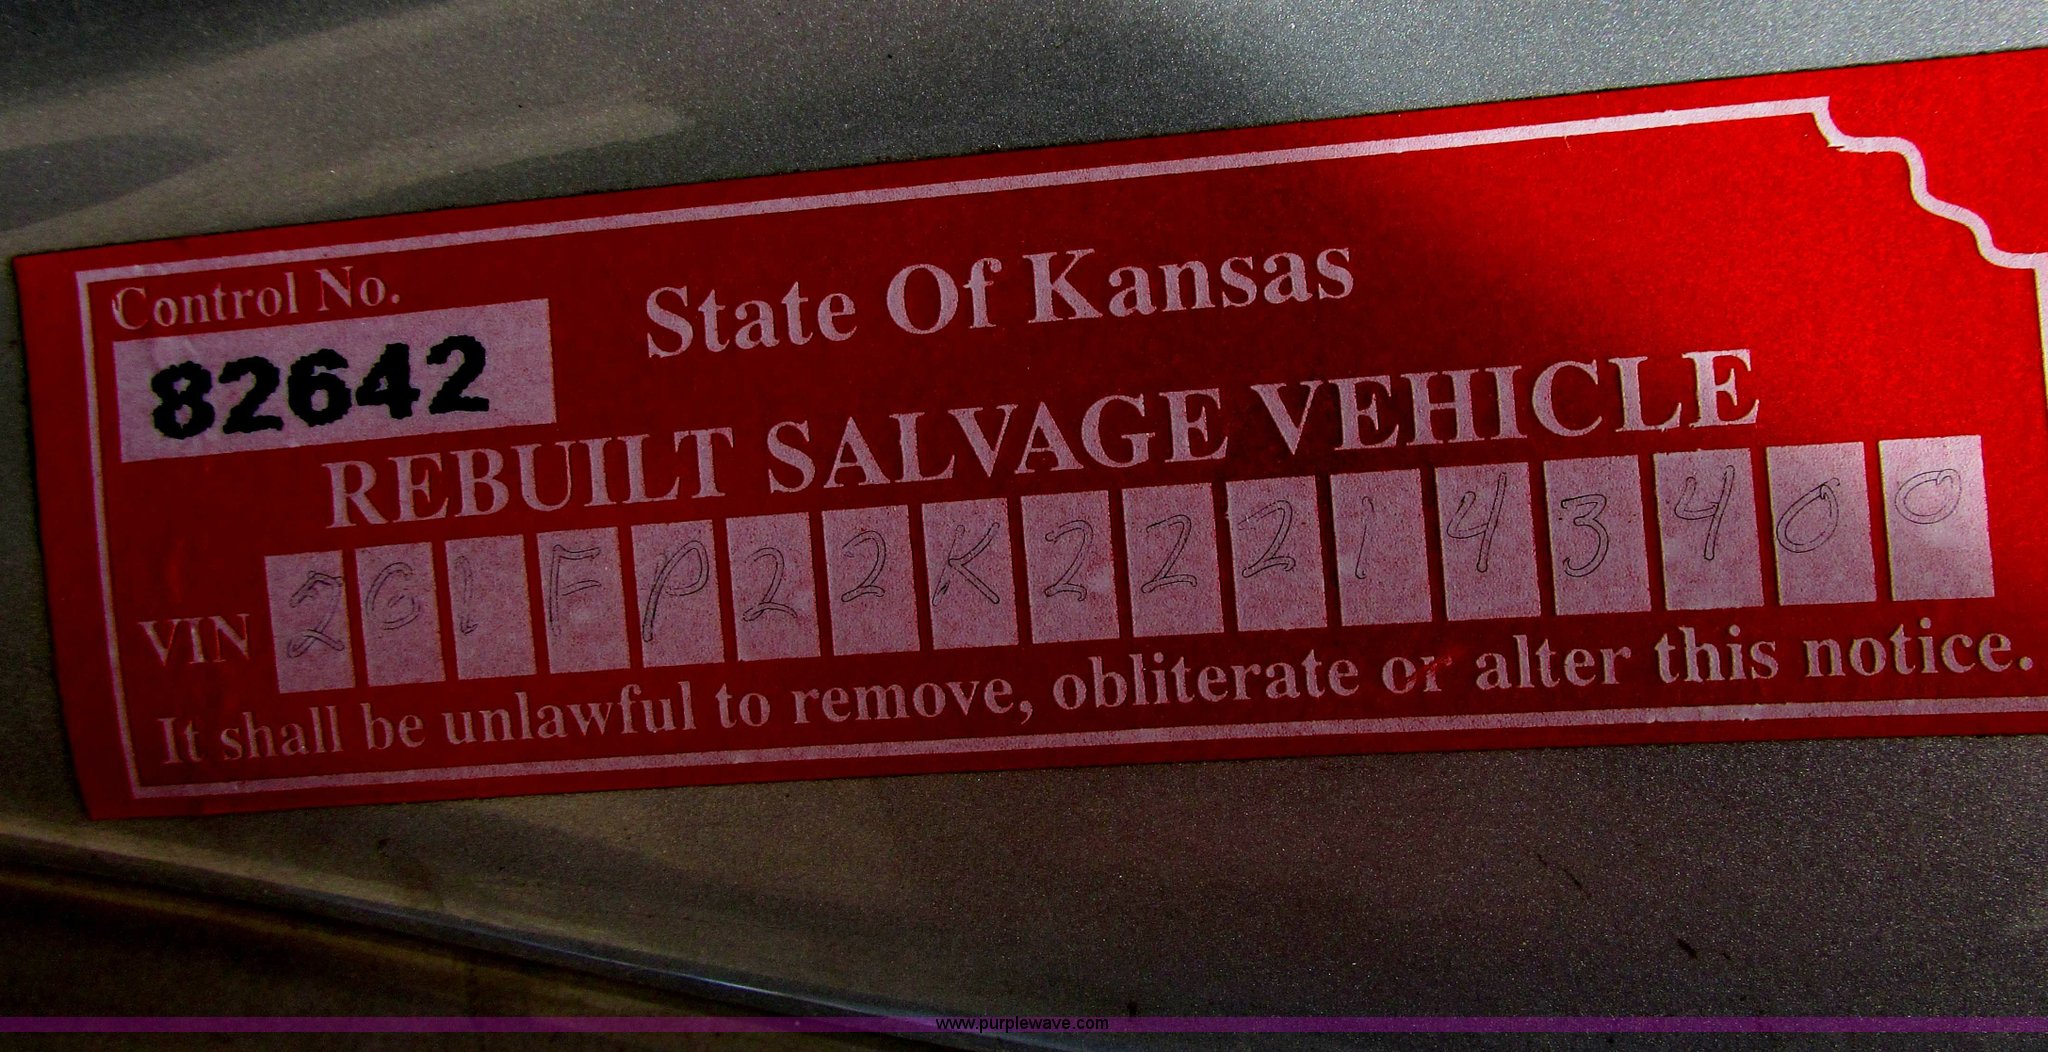 Control No.
82642
State Of Kansas
REBUILT SALVAGE VEHICLE
VIN 2G1FP22K222143400
It shall be unlawful to remove, obliterate or alter this notice.
www.purplewave.com